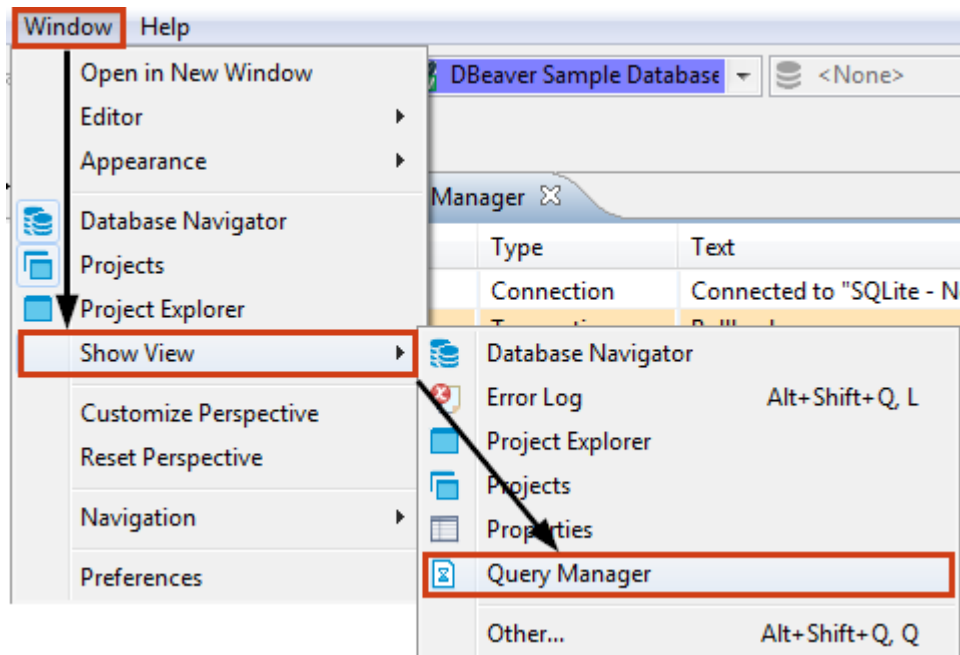 Window Help
Open in New Window
DBeaver Sample Database
<None>
Editor
Appearance
Manager
Database Navigator
Type Text
Projects
Connection Connected to "SQLite - N
Project Explorer
Show View
Database Navigator
Error Log Alt+Shift+Q, L
Customize Perspective
Project Explorer
Reset Perspective
Projects
Navigation
Properties
Preferences
Query Manager
Other... Alt+Shift+Q, Q